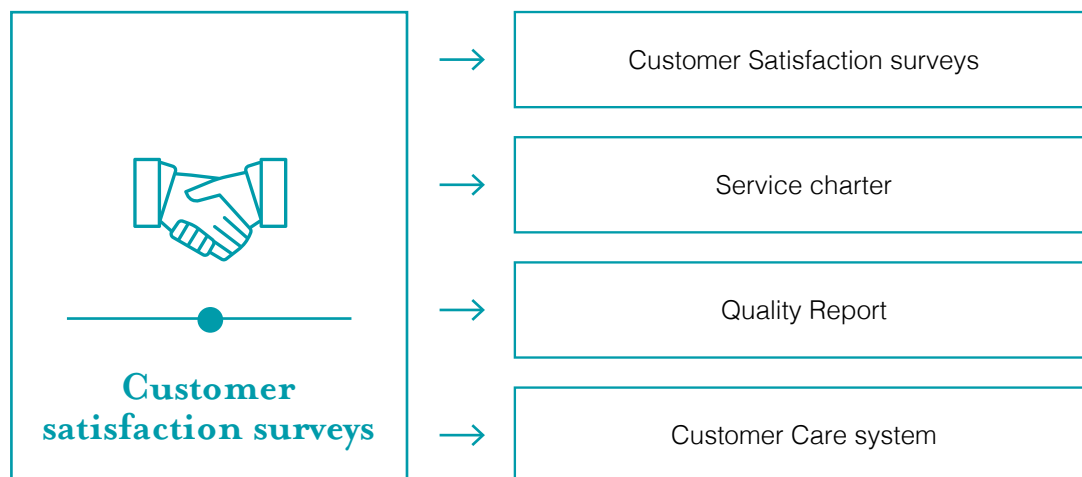 Customer
satisfaction surveys
Customer Satisfaction surveys
Service charter
Quality Report
Customer Care system